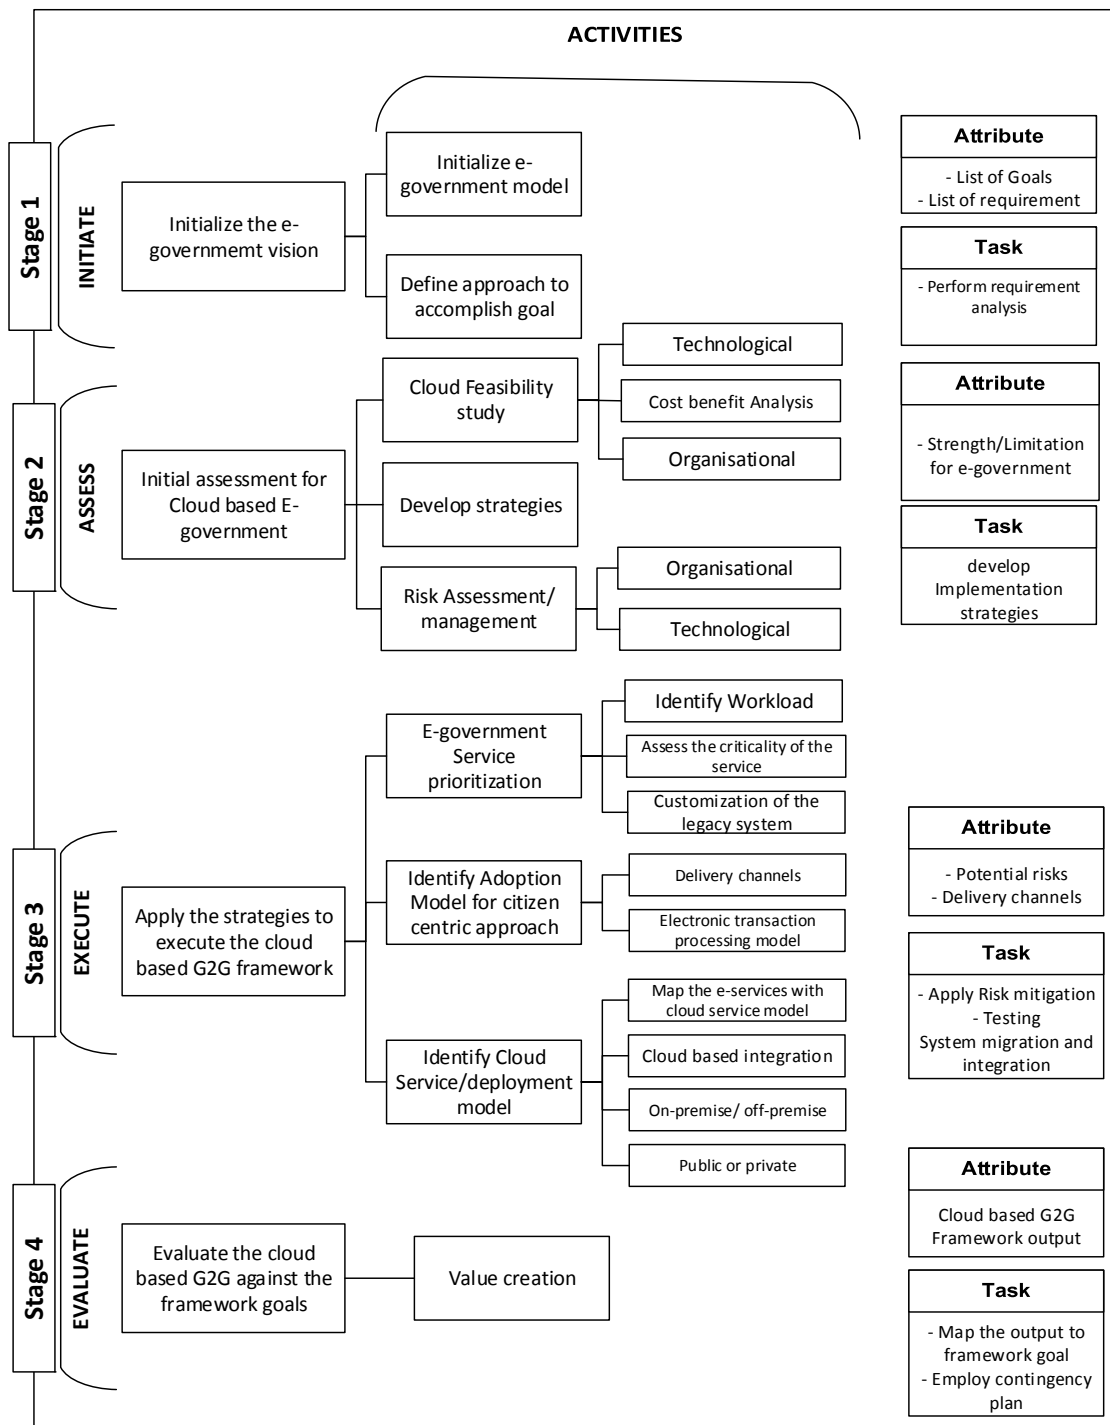 ACTIVITIES
Stage 1
INITIATE
Initialize the e-
governmemt vision
Initialize e-
government model
Define approach to
accomplish goal
Attribute
- List of Goals
- List of requirement
Task
- Perform requirement
analysis
Stage 2
ASSESS
Initial assessment for
Cloud based E-
government
Cloud Feasibility
study
Technological
Cost benefit Analysis
Organisational
Develop strategies
Risk Assessment/
management
Organisational
Technological
Attribute
- Strength/Limitation
for e-government
Task
develop
Implementation
strategies
Stage 3
EXECUTE
Apply the strategies to
execute the cloud
based G2G framework
E-government
Service
prioritization
Identify Workload
Assess the criticality of the
service
Customization of the
legacy system
Identify Adoption
Model for citizen
centric approach
Delivery channels
Electronic transaction
processing model
Identify Cloud
Service/deployment
model
Map the e-services with
cloud service model
Cloud based integration
On-premise/ off-premise
Public or private
Attribute
- Potential risks
- Delivery channels
Task
- Apply Risk mitigation
- Testing
System migration and
integration
Stage 4
EVALUATE
Evaluate the cloud
based G2G against the
framework goals
Value creation
Attribute
Cloud based G2G
Framework output
Task
- Map the output to
framework goal
- Employ contingency
plan